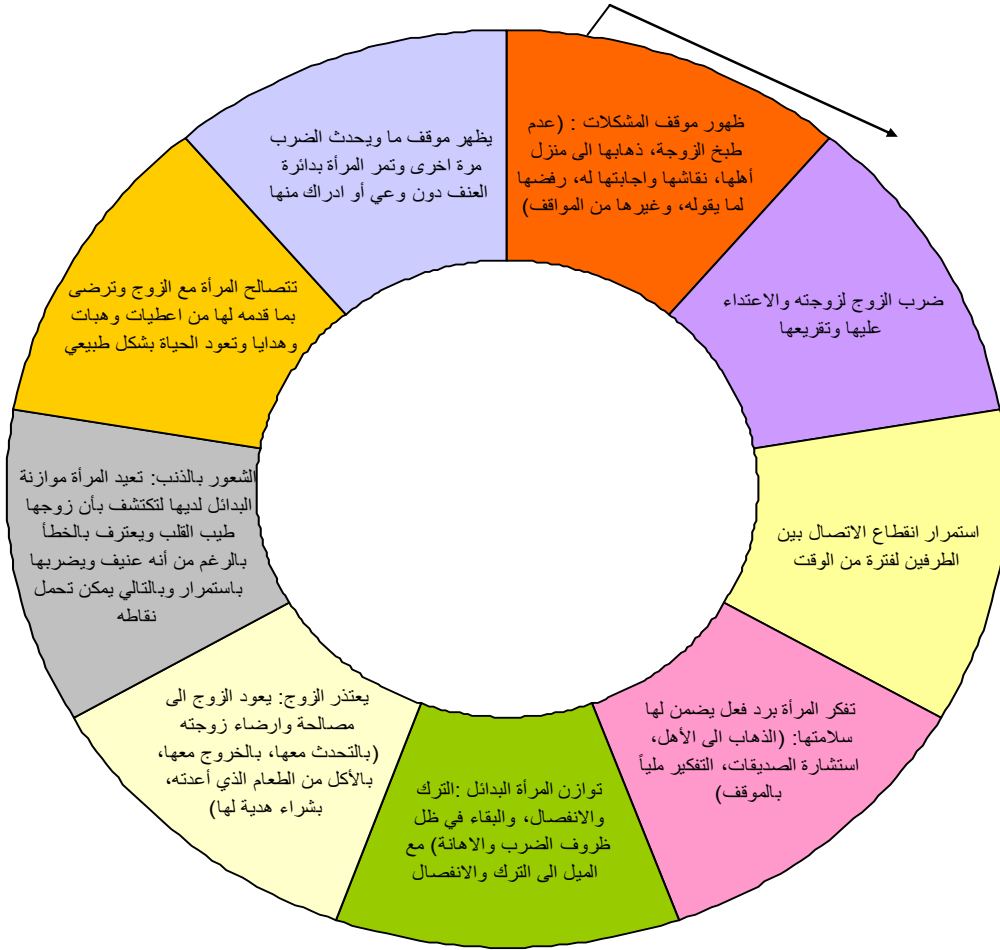 ظهور موقف المشكلات : (عدم
طبخ الزوجة، ذهابها الى منزل
أهلها، نقاشها واجابتها له، رفضها
لما يقوله، وغيرها من المواقف)
ضرب الزوج لزوجته والاعتداء
عليها وتقريعها
استمرار انقطاع الاتصال بين
الطرفين لفترة من الوقت
تفكر المرأة برد فعل يضمن لها
سلامتها: (الذهاب الى الأهل،
استشارة الصديقات، التفكير ملياً
بالموقف)
توازن المرأة البدائل :الترك
والانفصال، والبقاء في ظل
ظروف الضرب والاهانة) مع
الميل الى الترك والانفصال
يعتذر الزوج: يعود الزوج الى
مصالحة وارضاء زوجته
(بالتحدث معها، بالخروج معها،
بالأكل من الطعام الذي أعدته،
بشراء هدية لها)
الشعور بالذنب: تعيد المرأة موازنة
البدائل لديها لتكتشف بأن زوجها
طيب القلب ويعترف بالخطأ
بالرغم من أنه عنيف ويضربها
باستمرار وبالتالي يمكن تحمل
نقاطه
تتصالح المرأة مع الزوج وترضى
بما قدمه لها من اعطيات وهبات
وهدايا وتعود الحياة بشكل طبيعي
يظهر موقف ما ويحدث الضرب
مرة اخرى وتمر المرأة بدائرة
العنف دون وعي أو ادراك منها